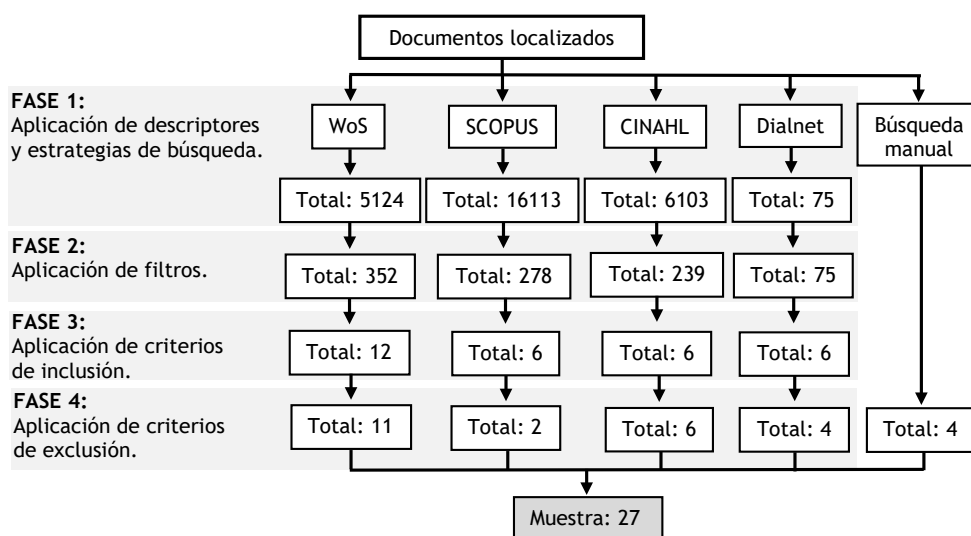 Documentos localizados
FASE 1:
Aplicación de descriptores
y estrategias de búsqueda.
WoS
SCOPUS
CINAHL
Dialnet
Búsqueda
manual
Total: 5124
Total: 16113
Total: 6103
Total: 75
FASE 2:
Aplicación de filtros.
Total: 352
Total: 278
Total: 239
Total: 75
FASE 3:
Aplicación de criterios
de inclusión.
Total: 12
Total: 6
Total: 6
Total: 6
FASE 4:
Aplicación de criterios
de exclusión.
Total: 11
Total: 2
Total: 6
Total: 4
Total: 4
Muestra: 27